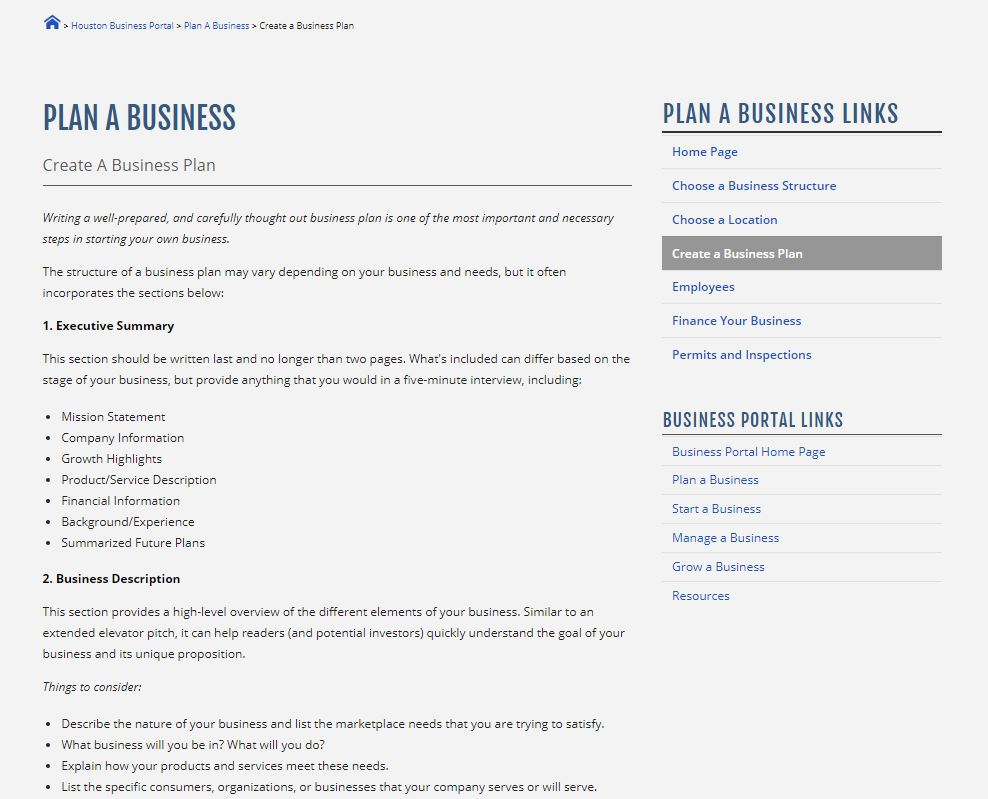 > Houston Business Portal > Plan A Business > Create a Business Plan
PLAN A BUSINESS
Create A Business Plan
Writing a well-prepared, and carefully thought out business plan is one of the most important and necessary
steps in starting your own business.
The structure of a business plan may vary depending on your business and needs, but it often
incorporates the sections below:
1. Executive Summary
This section should be written last and no longer than two pages. What's included can differ based on the
stage of your business, but provide anything that you would in a five-minute interview, including:
• Mission Statement
• Company Information
• Growth Highlights
• Product/Service Description
• Financial Information
• Background/Experience
• Summarized Future Plans
2. Business Description
This section provides a high-level overview of the different elements of your business. Similar to an
extended elevator pitch, it can help readers (and potential investors) quickly understand the goal of your
business and its unique proposition.
Things to consider:
• Describe the nature of your business and list the marketplace needs that you are trying to satisfy.
• What business will you be in? What will you do?
• Explain how your products and services meet these needs.
• List the specific consumers, organizations, or businesses that your company serves or will serve.
PLAN A BUSINESS LINKS
Home Page
Choose a Business Structure
Choose a Location
Create a Business Plan
Employees
Finance Your Business
Permits and Inspections
BUSINESS PORTAL LINKS
Business Portal Home Page
Plan a Business
Start a Business
Manage a Business
Grow a Business
Resources